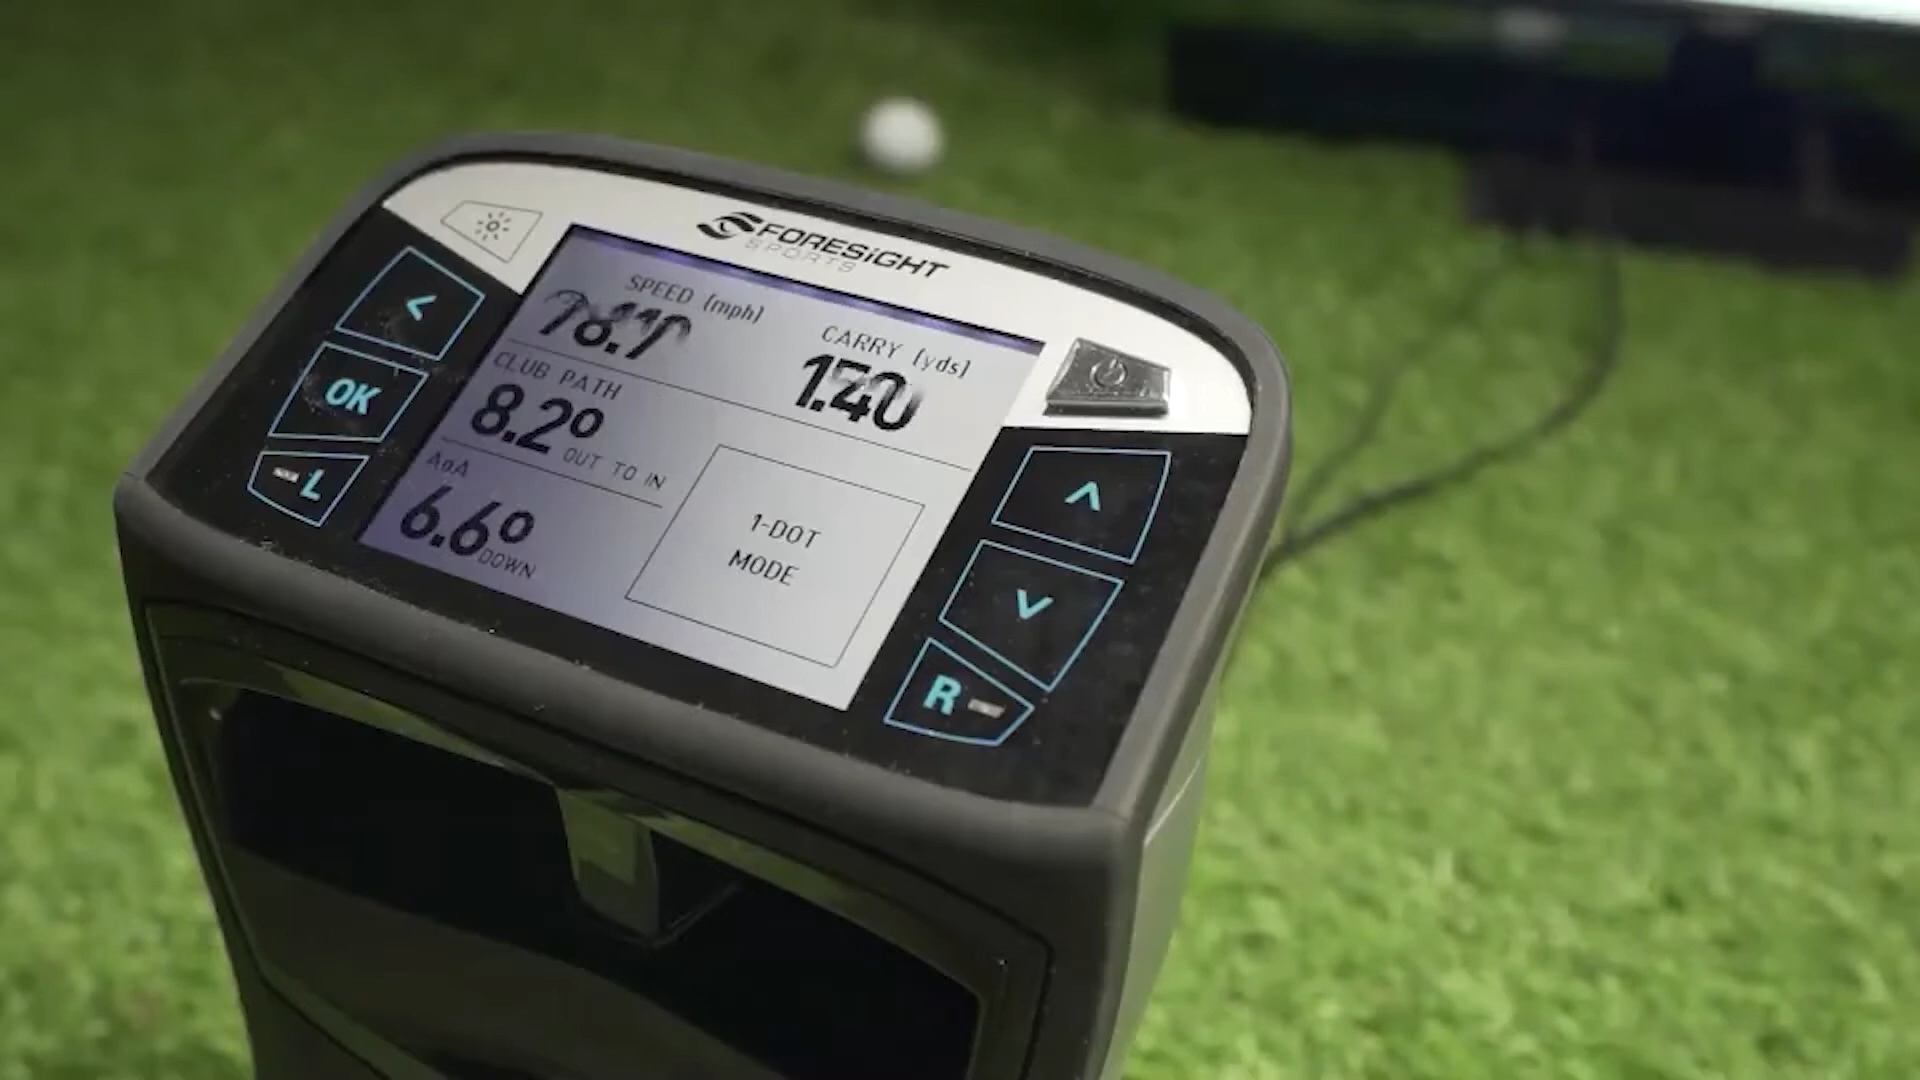 FORESiGHT
SPORTS
SPEED (mph)
CARRY (yds)
CLUB PATH
8.2°
OUT TO IN
AoA
6.6°
DOWN
1-DOT
MODE
<
OK
L
R